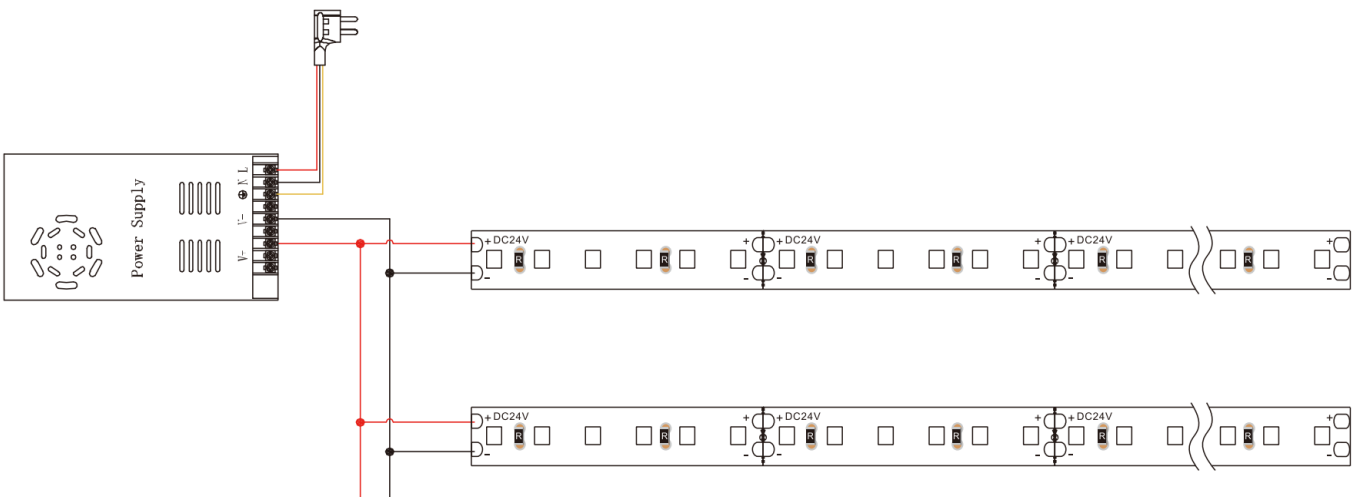 Power Supply
L
N
V-
V-
+ DC24V
-
R
R
+
-
+ DC24V
-
R
R
+
-
+ DC24V
-
R
R
+
-
+ DC24V
-
R
R
+
-
+ DC24V
-
R
R
+
-
+ DC24V
R
R
+
-